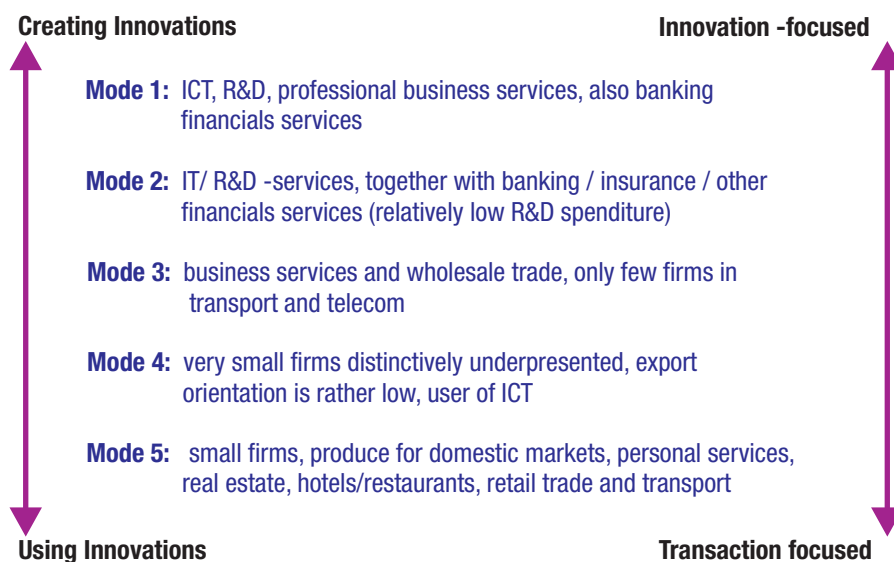 Creating Innovations
Innovation -focused
Mode 1: ICT, R&D, professional business services, also banking
financials services
Mode 2: IT/ R&D -services, together with banking / insurance / other
financials services (relatively low R&D spenditure)
Mode 3: business services and wholesale trade, only few firms in
transport and telecom
Mode 4: very small firms distinctively underpresented, export
orientation is rather low, user of ICT
Mode 5: small firms, produce for domestic markets, personal services,
real estate, hotels/restaurants, retail trade and transport
Using Innovations
Transaction focused